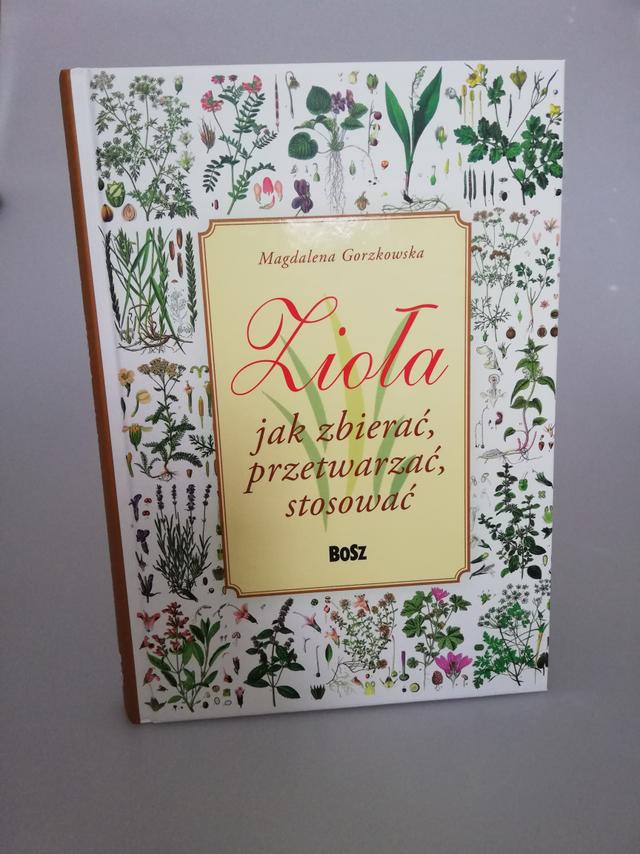 Magdalena Gorzkowska
Zioła
jak zbierać,
przetwarzać,
stosować
BOSZ